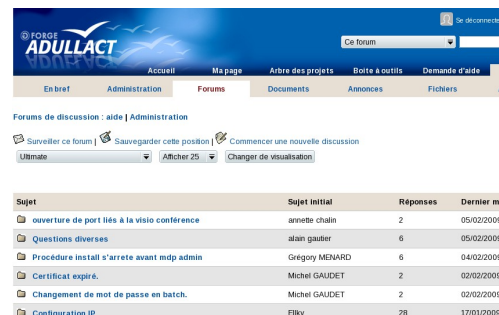 Se déconnecte
FORGE
ADULLACT
Ce forum
Accueil Ma page Arbre des projets Boite à outils Demande d'aide
En bref Administration Forums Documents Annonces Fichiers
Forums de discussion : aide | Administration
Surveiller ce forum | Sauvegarder cette position | Commencer une nouvelle discussion
Ultimate Afficher 25 Changer de visualisation
Sujet Sujet initial Réponses Dernier m
ouverture de port liés à la visio conférence annette chalin 2 05/02/2009
Questions diverses alain gautier 6 05/02/2009
Procédure install s'arrete avant mdp admin Grégory MENARD 6 04/02/2009
Certificat expiré. Michel GAUDET 2 02/02/2009
Changement de mot de passe en batch. Michel GAUDET 2 02/02/2009
Configuration IP Ellky 28 17/01/2009